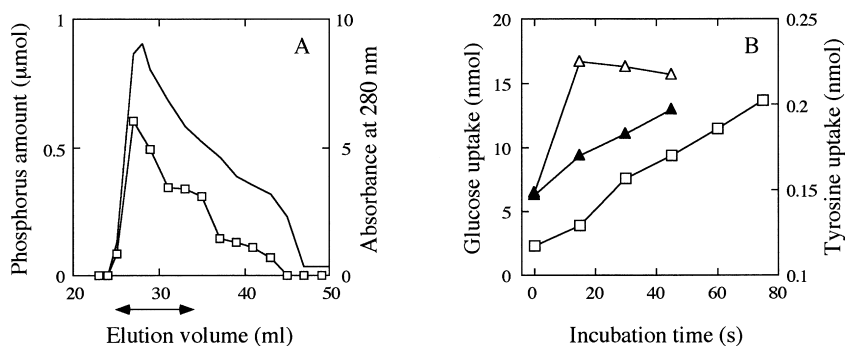 A
Phosphorus amount (μmol)
1
0.5
0
10
5
0
Absorbance at 280 nm
20 30 40 50
Elution volume (ml)
B
Glucose uptake (nmol)
20
15
10
5
0
0.25
0.2
0.15
0.1
Tyrosine uptake (nmol)
0 20 40 60 80
Incubation time (s)